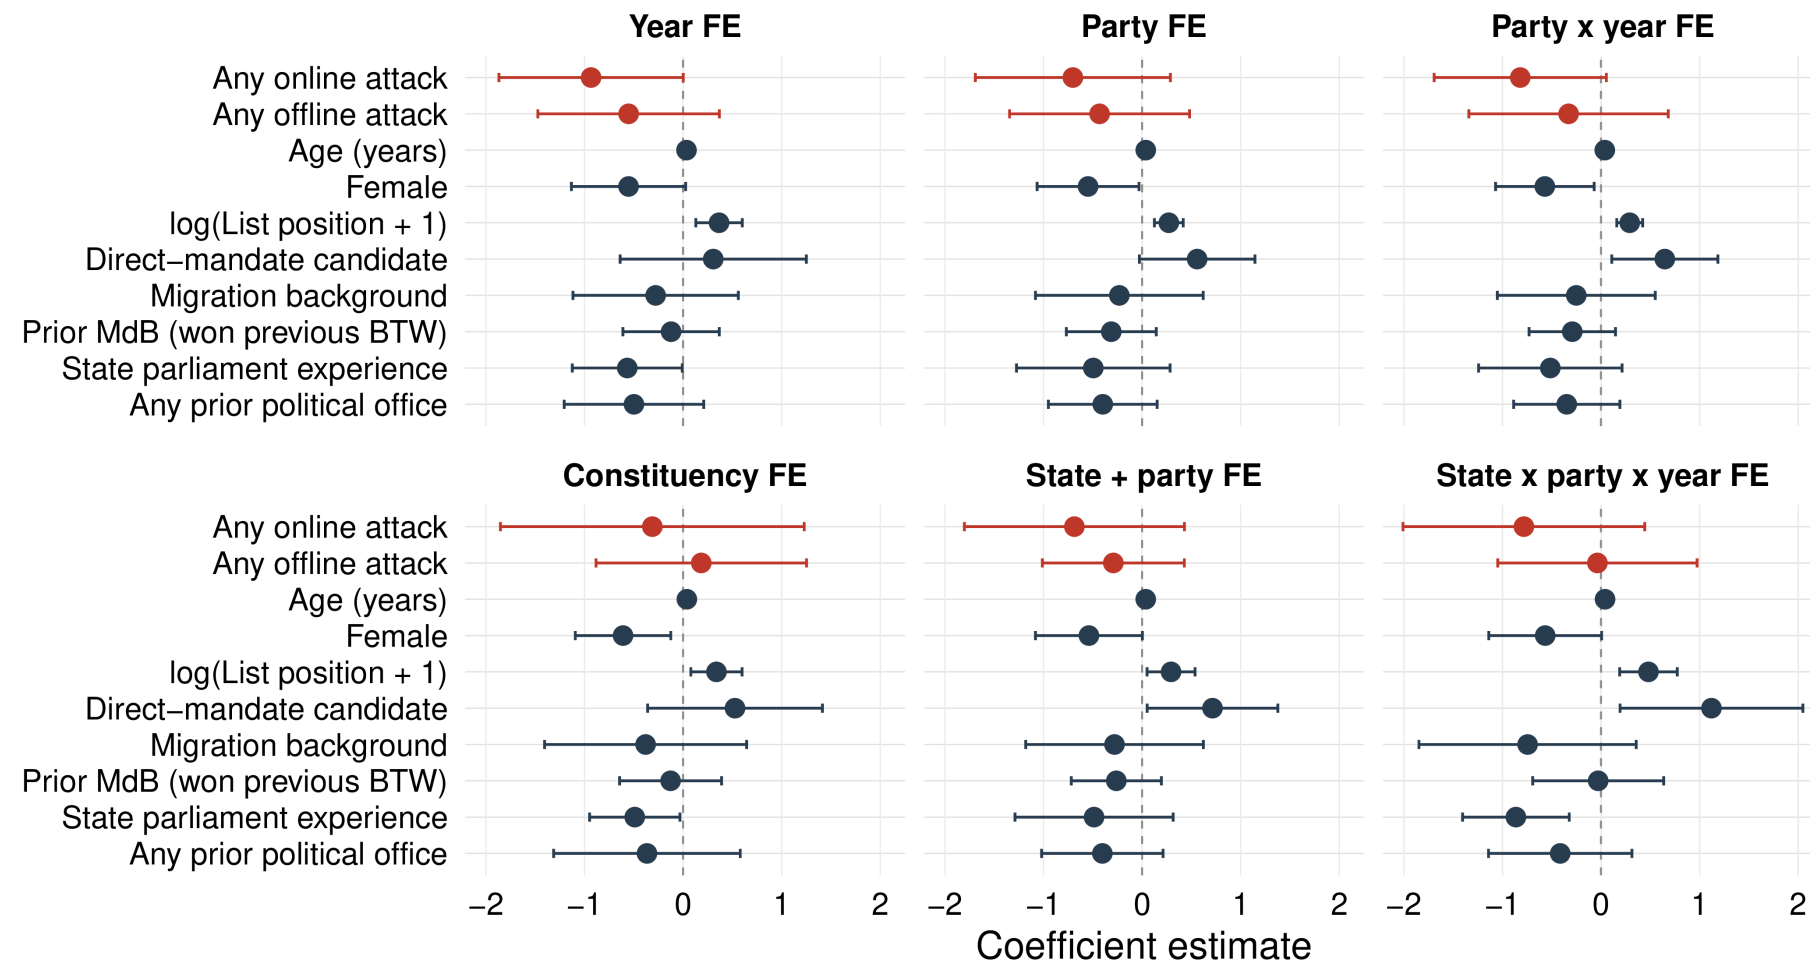 Year FE
Party FE
Party x year FE
Any online attack
Any offline attack
Age (years)
Female
log(List position + 1)
Direct−mandate candidate
Migration background
Prior MdB (won previous BTW)
State parliament experience
Any prior political office
Constituency FE
State + party FE
State x party x year FE
Any online attack
Any offline attack
Age (years)
Female
log(List position + 1)
Direct−mandate candidate
Migration background
Prior MdB (won previous BTW)
State parliament experience
Any prior political office
−2 −1 0 1 2 −2 −1 0 1 2 −2 −1 0 1 2
Coefficient estimate